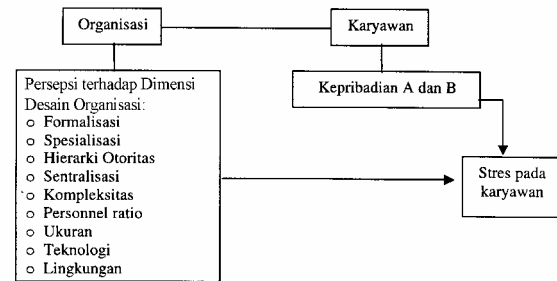 Organisasi
Karyawan
Persepsi terhadap Dimensi
Desain Organisasi:
o Formalisasi
o Spesialisasi
o Hierarki Otoritas
o Sentralisasi
o Kompleksitas
o Personnel ratio
o Ukuran
o Teknologi
o Lingkungan
Kepribadian A dan B
Stres pada
karyawan